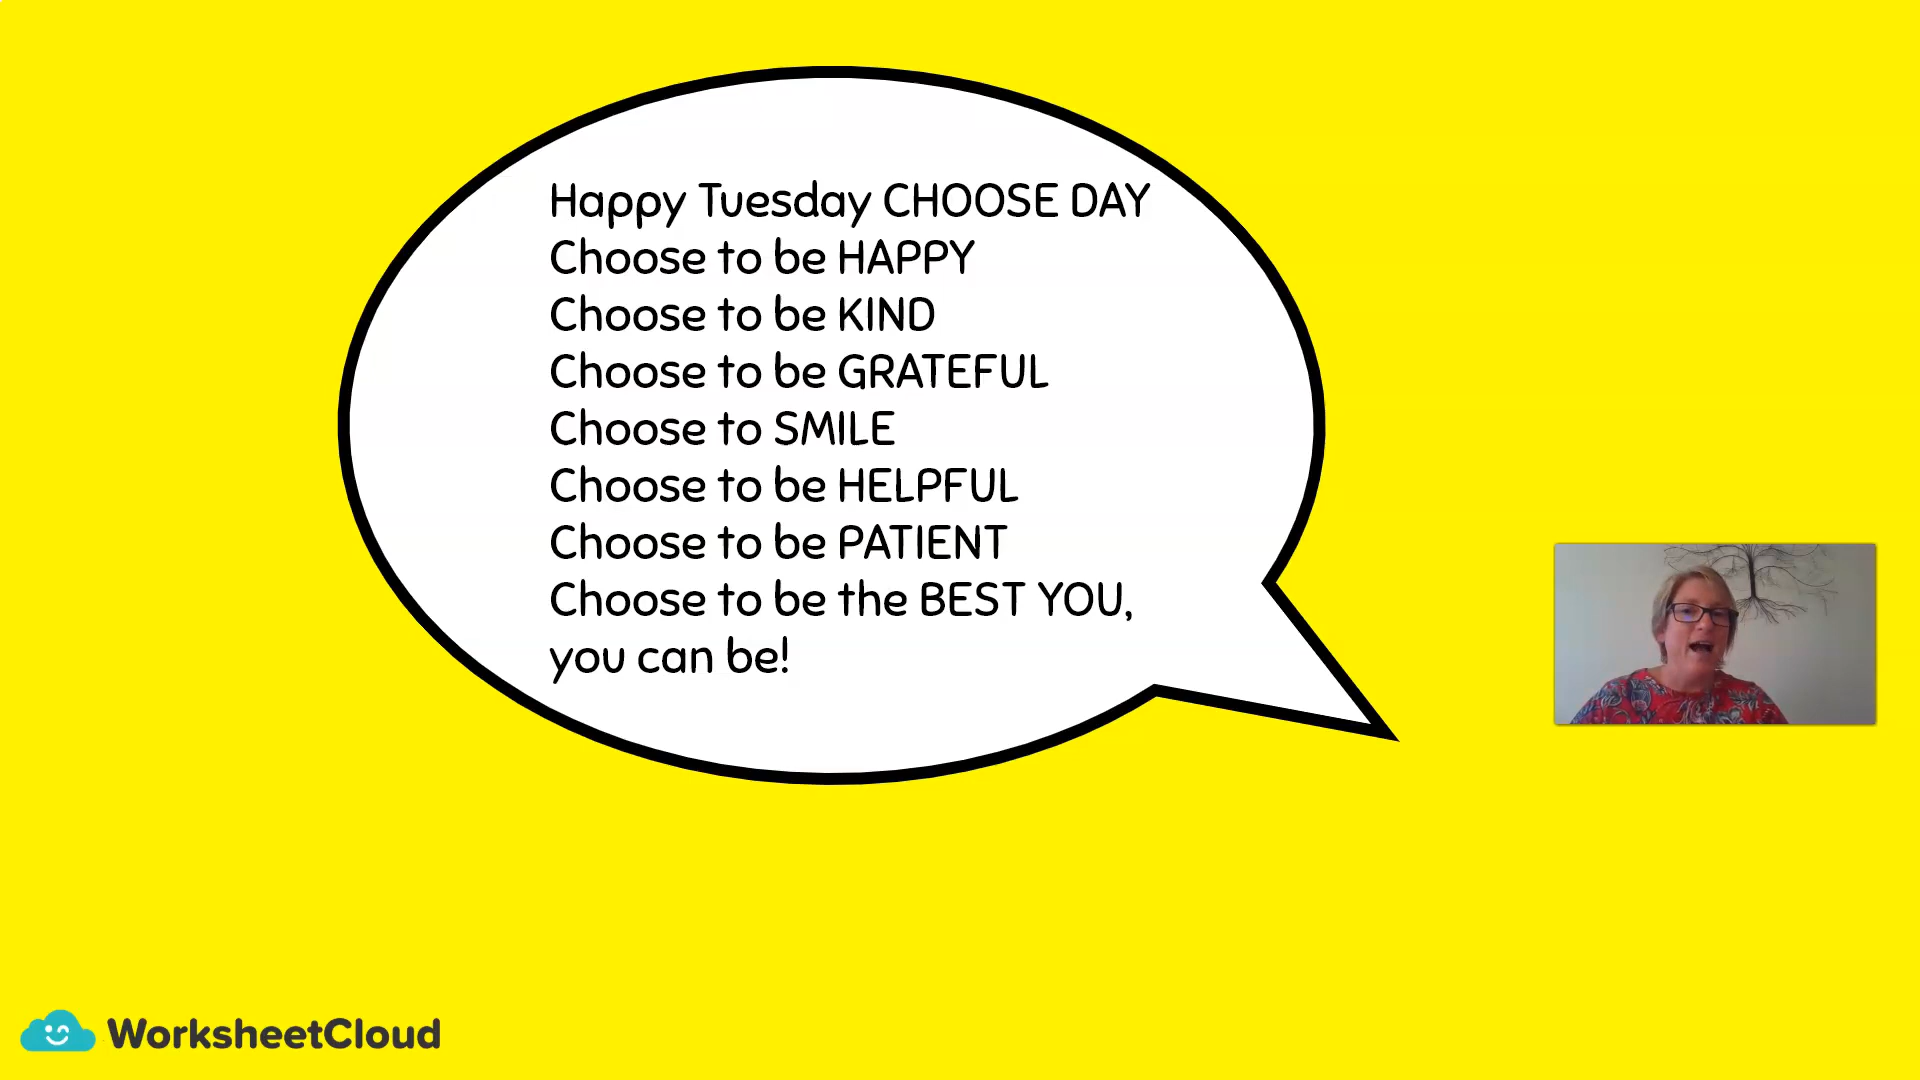 Happy Tuesday CHOOSE DAY
Choose to be HAPPY
Choose to be KIND
Choose to be GRATEFUL
Choose to SMILE
Choose to be HELPFUL
Choose to be PATIENT
Choose to be the BEST YOU,
you can be!
WorksheetCloud